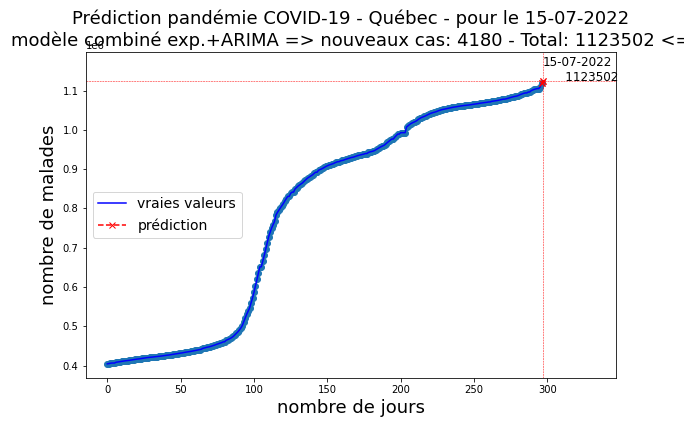 Prédiction pandémie COVID-19 - Québec - pour le 15-07-2022
modèle combiné exp.+ARIMA => nouveaux cas: 4180 - Total: 1123502 <=
15-07-2022
1123502
1.1
1.0
0.9
0.8
0.7
0.6
0.5
0.4
nombre de malades
vraies valeurs
prédiction
0 50 100 150 200 250 300
nombre de jours